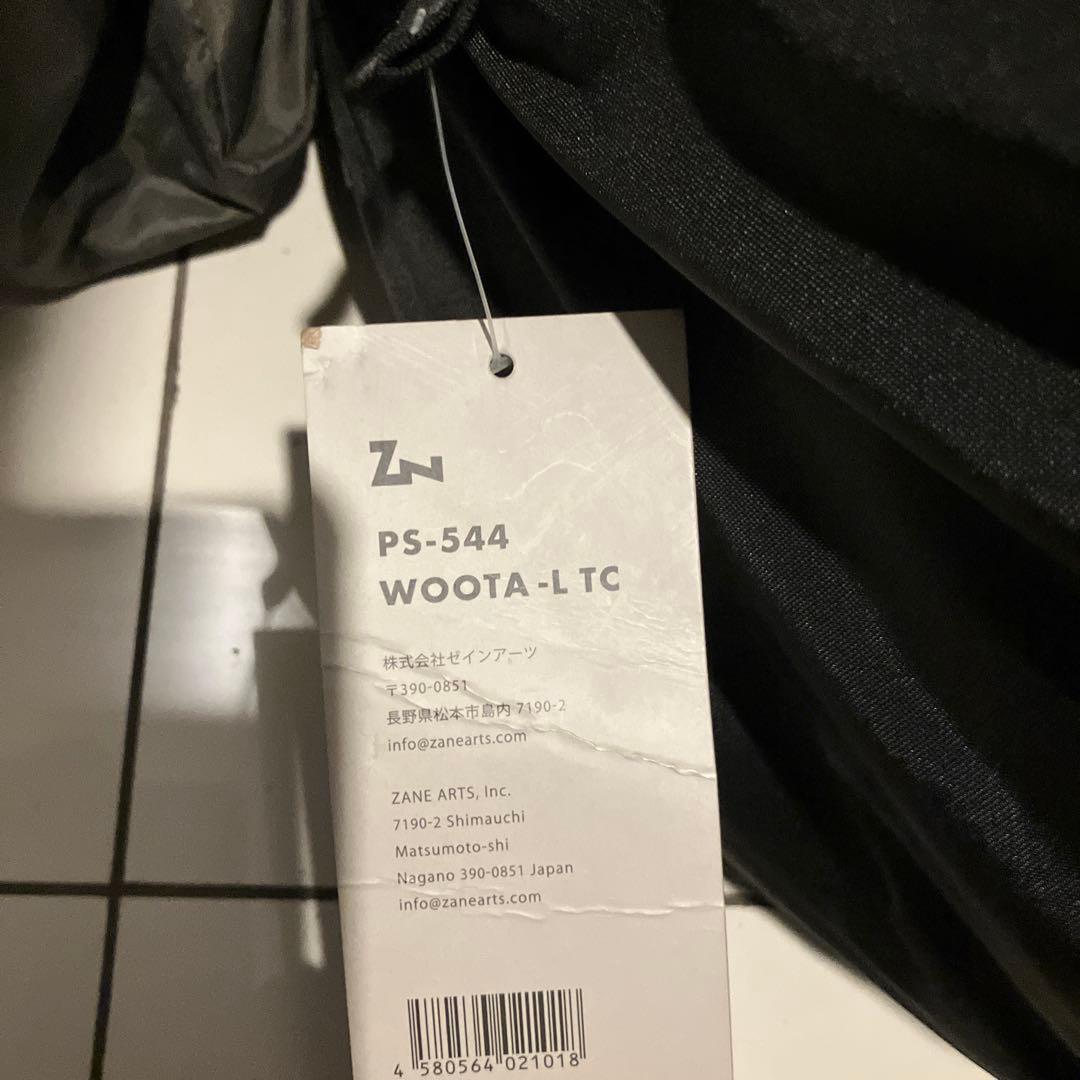 ZN
PS-544
WOOTA -L TC
株式会社ゼインアーツ
〒390-0851
長野県松本市島内 7190-2
info@zanearts.com
ZANE ARTS, Inc.
7190-2 Shimauchi
Matsumoto-shi
Nagano 390-0851 Japan
info@zanearts.com
4 580564 021018